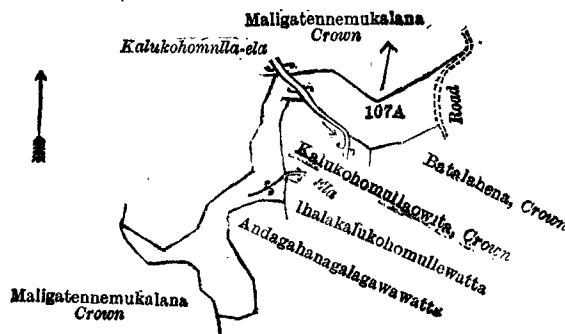 Maligatennemukalana
Crown
Kalukohomulla-ela
107A
Road
Batalahena, Crown
Kalukohomullaowita, Crown
Ela
Ihalakalukohomullewatta
Andagahanagalagawawatta
Maligatennemukalana
Crown